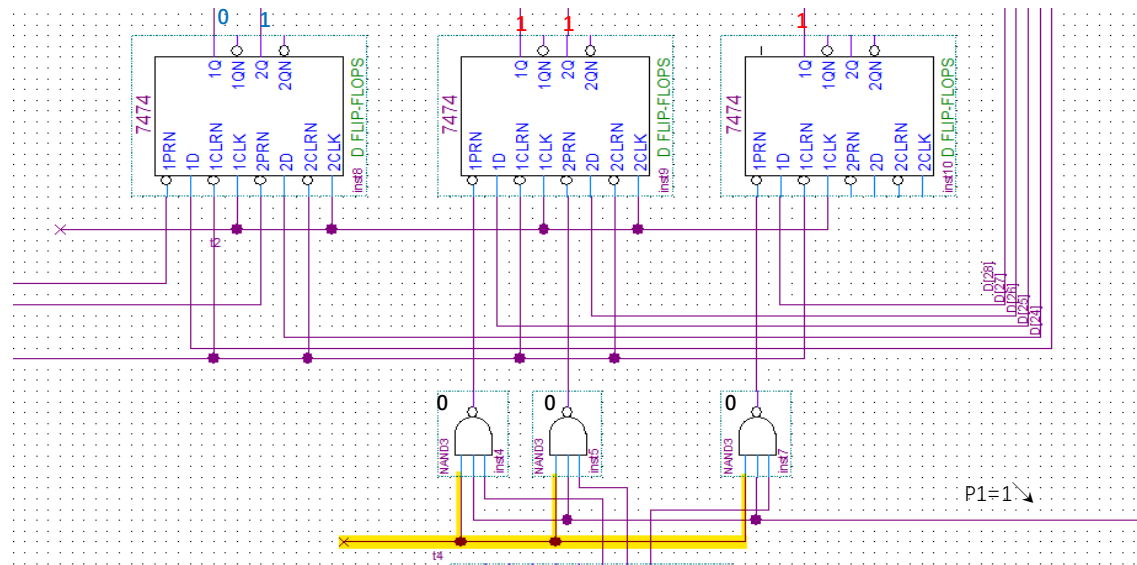 0 1 1 1 1
1Q 1QN 2Q 2QN
7474
D FLIP-FLOPS
1PRN 1D 1CLRN 1CLK 2PRN 2D 2CLRN 2CLK
inst8
1Q 1QN 2Q 2QN
7474
D FLIP-FLOPS
1PRN 1D 1CLRN 1CLK 2PRN 2D 2CLRN 2CLK
inst9
1Q 1QN 2Q 2QN
7474
D FLIP-FLOPS
1PRN 1D 1CLRN 1CLK 2PRN 2D 2CLRN 2CLK
inst10
t2
D[28]
D[27]
D[26]
D[25]
D[24]
0 0 0
NAND3 inst4
NAND3 inst5
NAND3 inst7
P1=1
t4